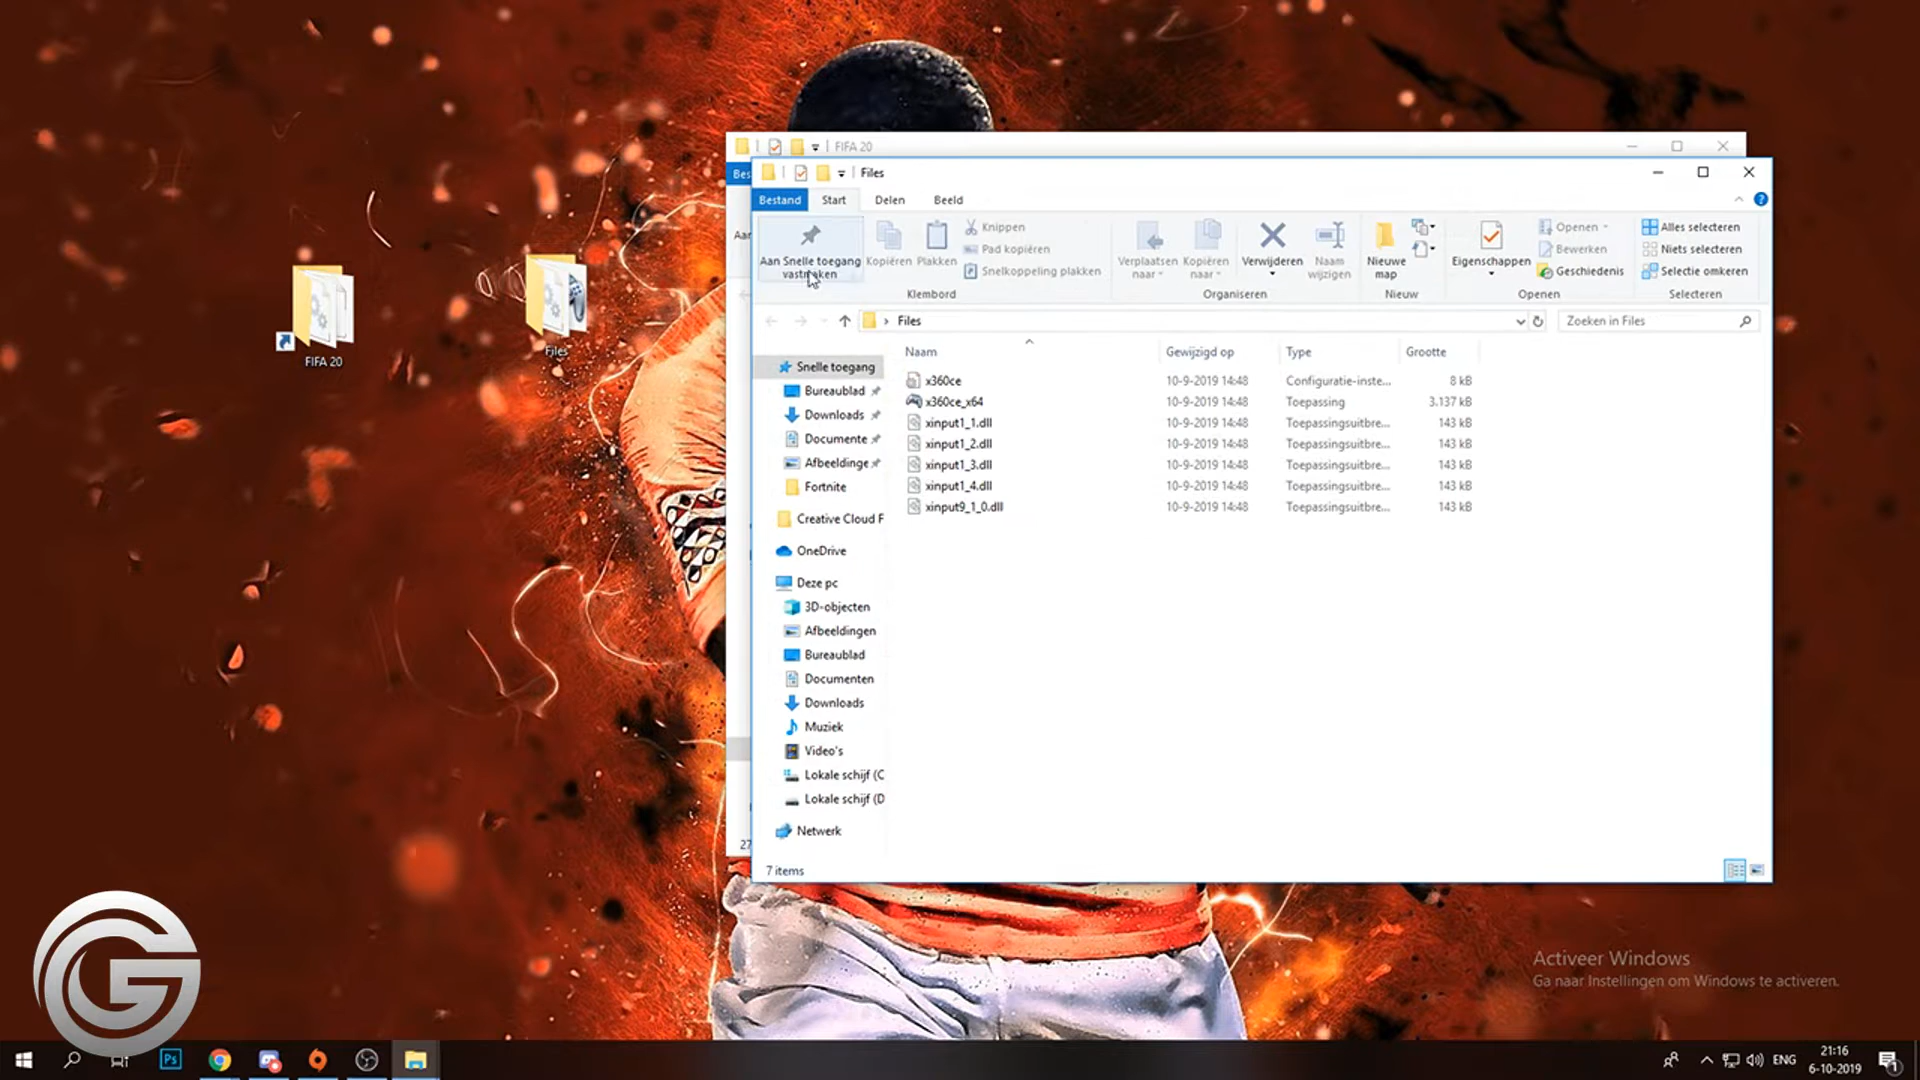 FIFA 20
Files
FIFA 20
Bes
Aan
27
Files
Bestand Start Delen Beeld
Aan Snelle toegang
vastmaken
Kopiëren
Plakken
Knippen
Pad kopiëren
Snelkoppeling plakken
Klembord
Verplaatsen
naar
Kopiëren
naar
Verwijderen
Naam
wijzigen
Organiseren
Nieuwe
map
Nieuw
Eigenschappen
Openen
Bewerken
Geschiedenis
Openen
Alles selecteren
Niets selecteren
Selectie omkeren
Selecteren
Files
Zoeken in Files
Snelle toegang
Bureaublad
Downloads
Documente
Afbeeldinge
Fortnite
Creative Cloud F
OneDrive
Deze pc
3D-objecten
Afbeeldingen
Bureaublad
Documenten
Downloads
Muziek
Video's
Lokale schijf (C
Lokale schijf (D
Netwerk
Naam Gewijzigd op Type Grootte
x360ce 10-9-2019 14:48 Configuratie-inste... 8 kB
x360ce_x64 10-9-2019 14:48 Toepassing 3.137 kB
xinput1_1.dll 10-9-2019 14:48 Toepassingsuitbre... 143 kB
xinput1_2.dll 10-9-2019 14:48 Toepassingsuitbre... 143 kB
xinput1_3.dll 10-9-2019 14:48 Toepassingsuitbre... 143 kB
xinput1_4.dll 10-9-2019 14:48 Toepassingsuitbre... 143 kB
xinput9_1_0.dll 10-9-2019 14:48 Toepassingsuitbre... 143 kB
7 items
Activeer Windows
Ga naar Instellingen om Windows te activeren.
G
Ps
ENG
21:16
6-10-2019
1